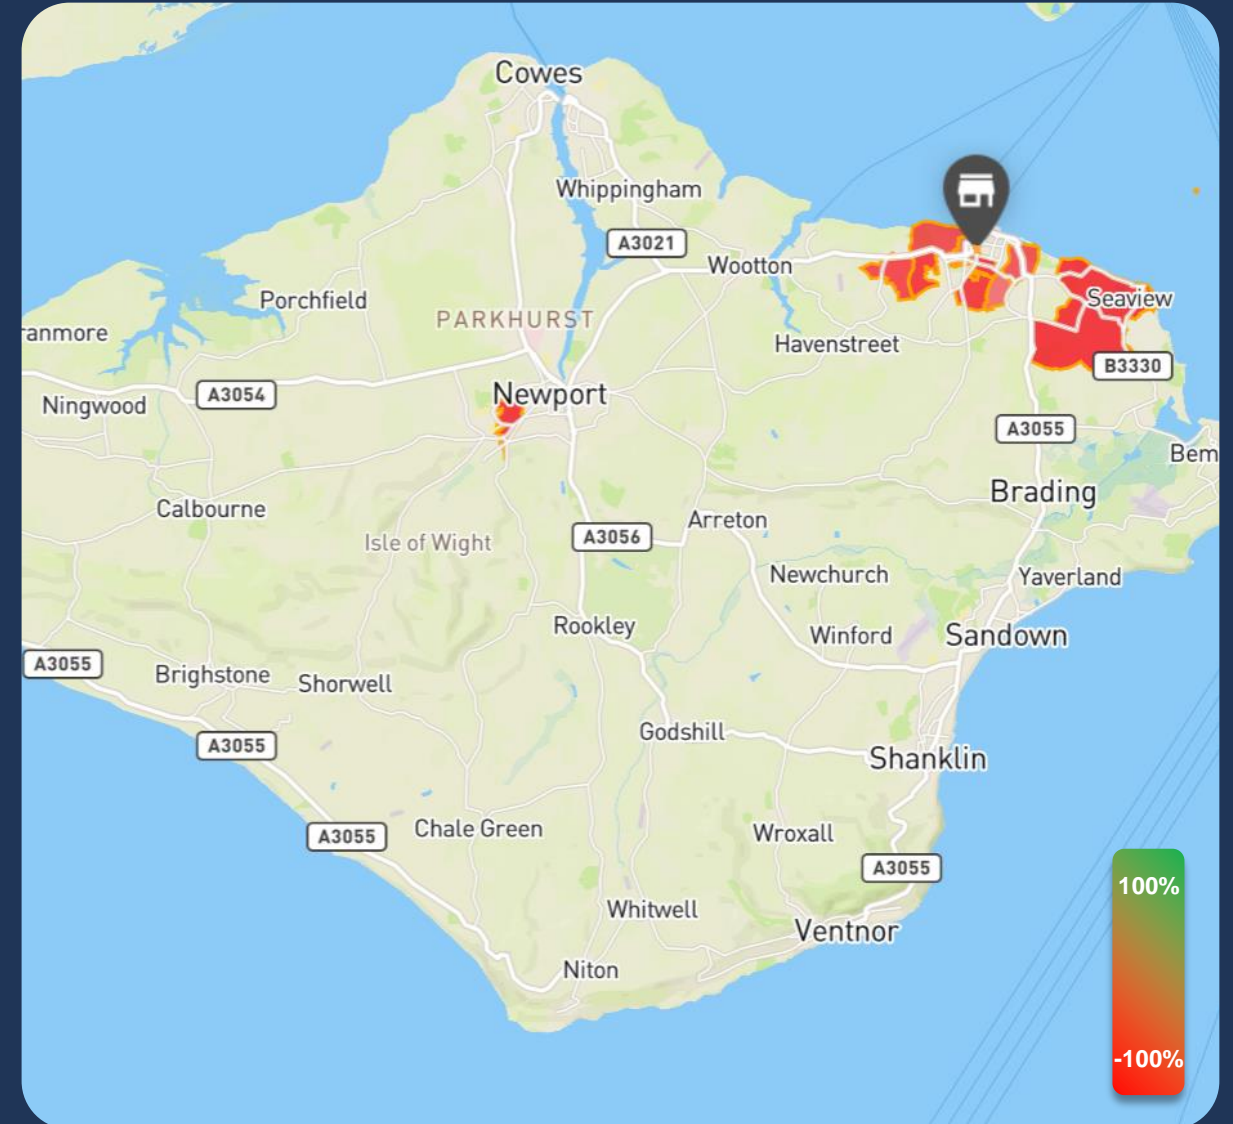 Cowes
Whippingham
A3021
Wootton
Porchfield
PARKHURST
Seaview
ranmore
Havenstreet
B3330
Newport
A3054
Ningwood
A3055
Bem
Brading
Calbourne
Arreton
A3056
Isle of Wight
Newchurch
Yaverland
Rookley
Winford
Sandown
A3055
Brighstone
Shorwell
Godshill
A3055
Shanklin
Chale Green
A3055
Wroxall
A3055
100%
Whitwell
Ventnor
Niton
-100%